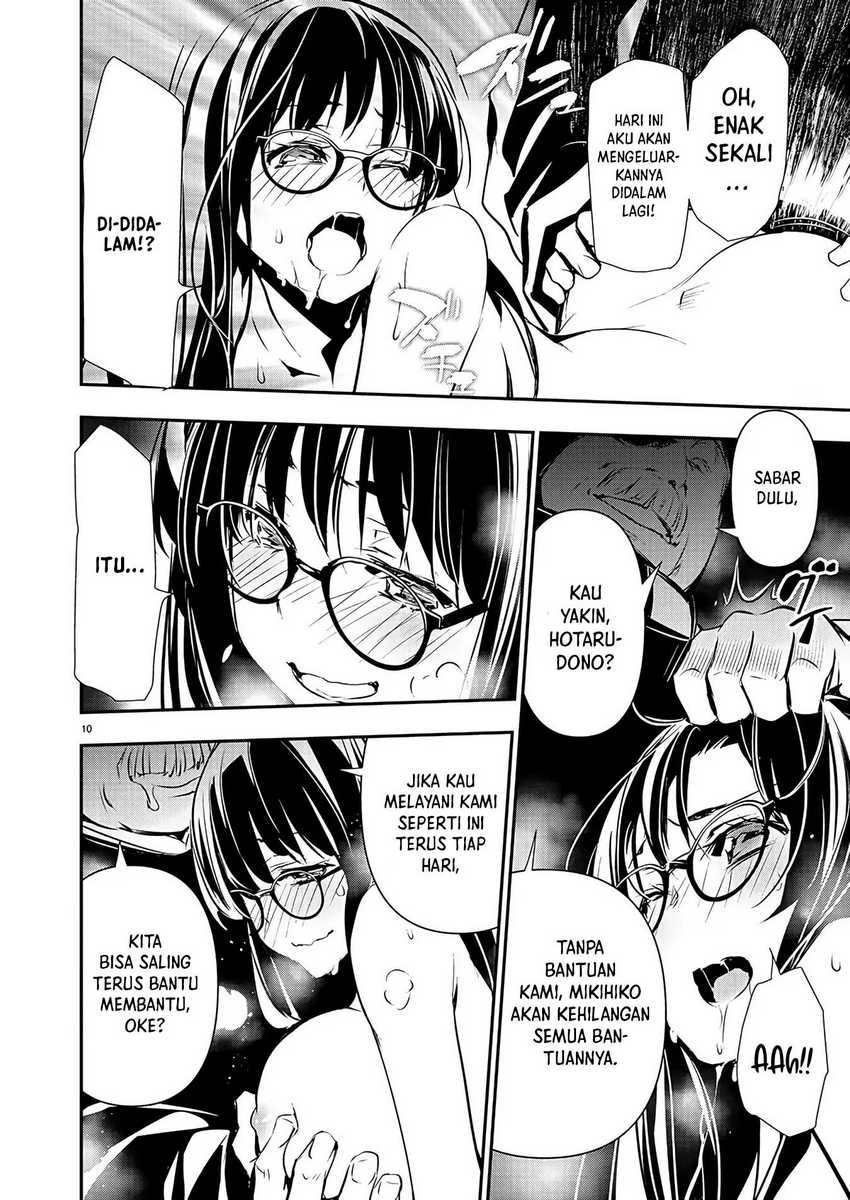 OH,
ENAK
SEKALI
...
HARI INI
AKU AKAN
MENGELUAR-
KANNYA
DIDALAM
LAGI!
DI-DIDA-
LAM!?
SABAR
DULU,
KAU
YAKIN,
HOTARU-
DONO?
グイ
ITU...
10
TANPA
BANTUAN
KAMI, MIKIHIKO
AKAN KEHILANGAN
SEMUA BAN-
TUANNYA.
AAH!!
JIKA KAU
MELAYANI KAMI
SEPERTI INI
TERUS TIAP
HARI,
KITA
BISA SALING
TERUS BANTU
MEMBANTU,
OKE?